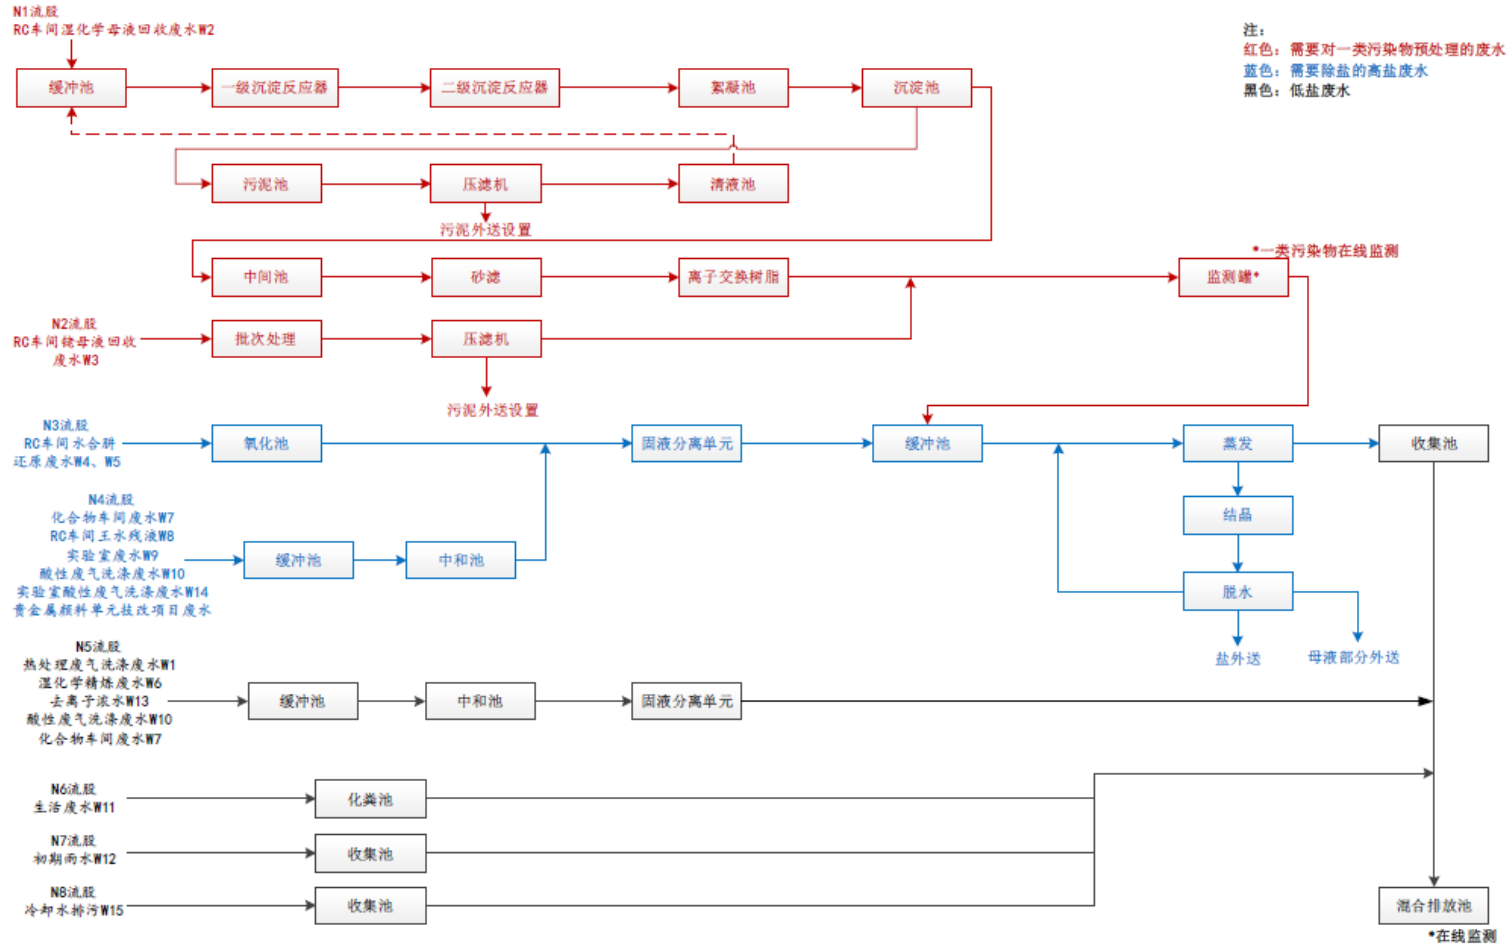 N1流股
RC车间湿化学母液回收废水W2
注：
红色：需要对一类污染物预处理的废水
蓝色：需要除盐的高盐废水
黑色：低盐废水
缓冲池
一级沉淀反应器
二级沉淀反应器
絮凝池
沉淀池
污泥池
压滤机
清液池
污泥外送设置
*一类污染物在线监测
中间池
砂滤
离子交换树脂
监测罐*
N2流股
RC车间铑母液回收
废水W3
批次处理
压滤机
污泥外送设置
N3流股
RC车间水合肼
还原废水W4、W5
氧化池
固液分离单元
缓冲池
蒸发
收集池
N4流股
化合物车间废水W7
RC车间王水残液W8
实验室废水W9
酸性废气洗涤废水W10
实验室酸性废气洗涤废水W14
贵金属颜料单元技改项目废水
缓冲池
中和池
结晶
脱水
盐外送
母液部分外送
N5流股
热处理废气洗涤废水W1
湿化学精炼废水W6
去离子浓水W13
酸性废气洗涤废水W10
化合物车间废水W7
缓冲池
中和池
固液分离单元
N6流股
生活废水W11
化粪池
N7流股
初期雨水W12
收集池
N8流股
冷却水排污W15
收集池
混合排放池
*在线监测